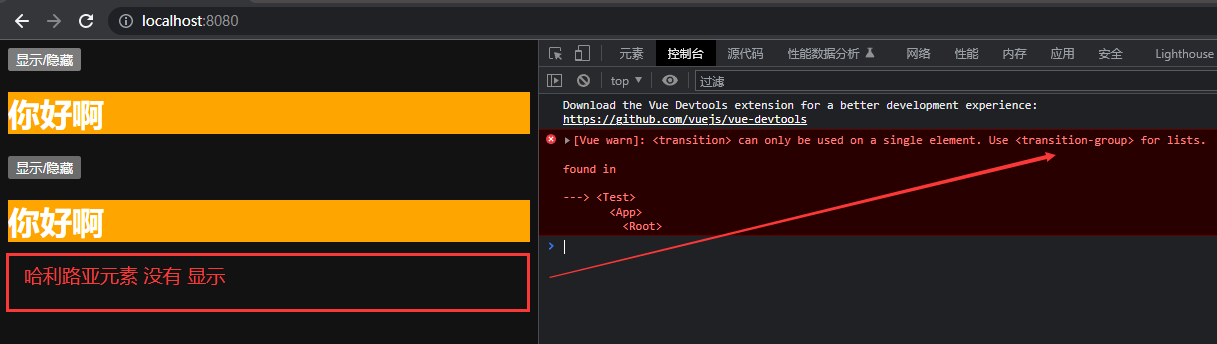 localhost:8080
元素 控制台 源代码 性能数据分析 网络 性能 内存 应用 安全 Lighthouse
top 过滤
显示/隐藏
你好啊
显示/隐藏
你好啊
哈利路亚元素 没有 显示
Download the Vue Devtools extension for a better development experience:
https://github.com/vuejs/vue-devtools
[Vue warn]: <transition> can only be used on a single element. Use <transition-group> for lists.
found in
---> <Test>
<App>
<Root>